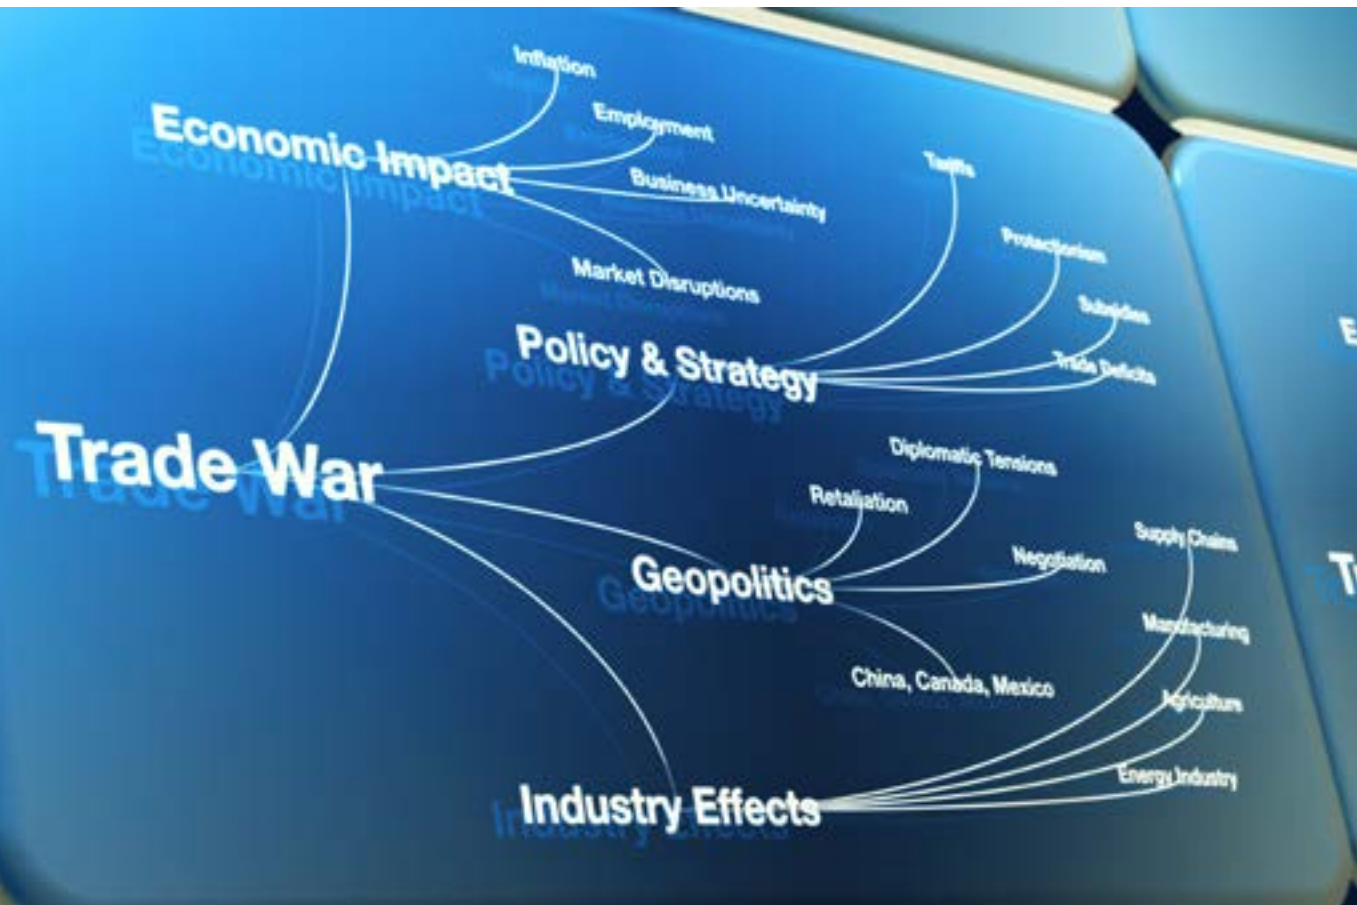 Inflation
Economic Impact
Employment
Business Uncertainty
Market Disruptions
Tariffs
Protectionism
Subsidies
Trade Deficits
Policy & Strategy
Trade War
Diplomatic Tensions
Retaliation
Negotiation
Geopolitics
China, Canada, Mexico
Supply Chains
Manufacturing
Agriculture
Energy Industry
Industry Effects